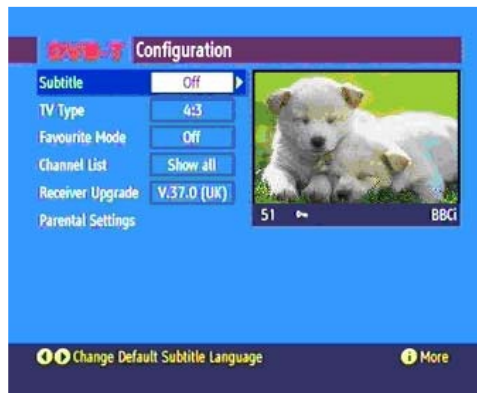 Configuration
Subtitle Off
TV Type 4:3
Favourite Mode Off
Channel List Show all
Receiver Upgrade V.37.0 (UK)
Parental Settings
51 BBCi
Change Default Subtitle Language
i More